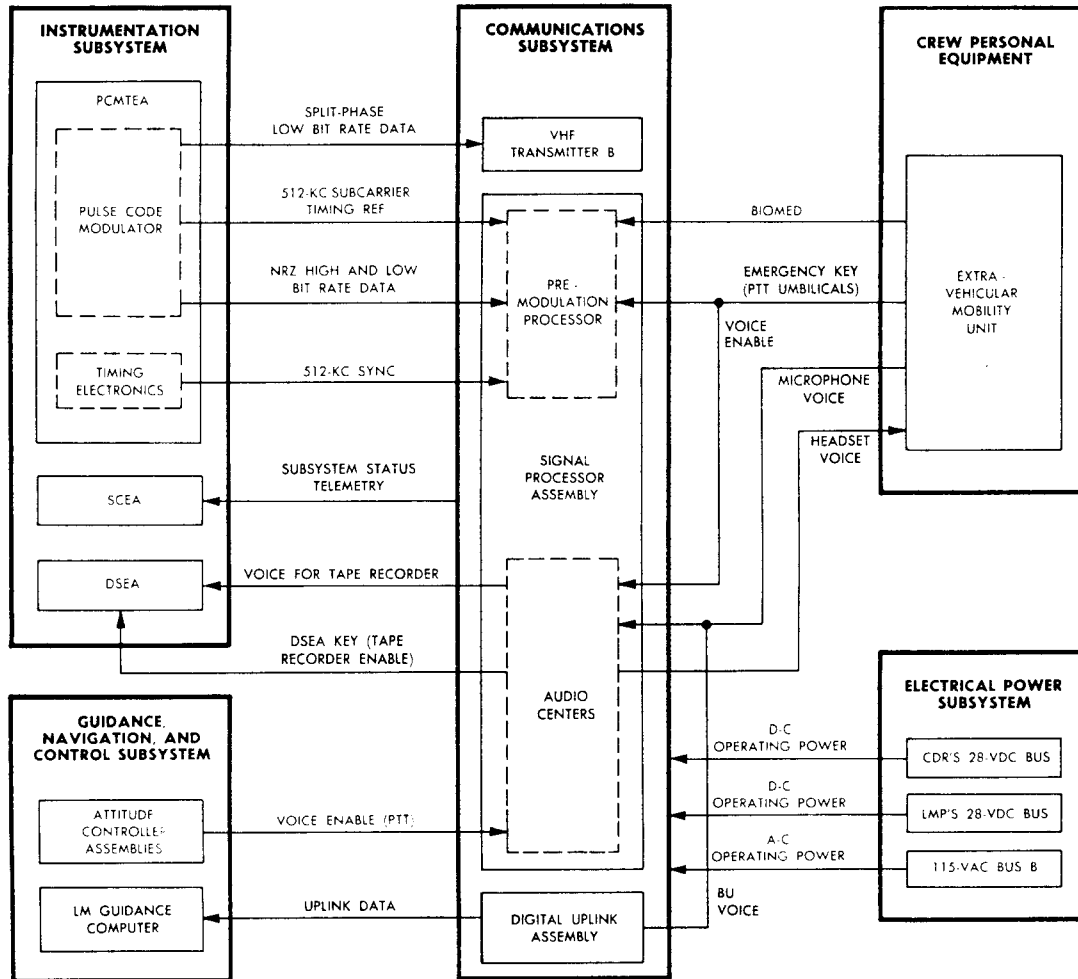 INSTRUMENTATION
SUBSYSTEM
PCMTEA
PULSE CODE
MODULATOR
TIMING
ELECTRONICS
SCEA
DSEA
SPLIT-PHASE
LOW BIT RATE DATA
512-KC SUBCARRIER
TIMING REF
NRZ HIGH AND LOW
BIT RATE DATA
512-KC SYNC
SUBSYSTEM STATUS
TELEMETRY
VOICE FOR TAPE RECORDER
DSEA KEY (TAPE
RECORDER ENABLE)
GUIDANCE,
NAVIGATION, AND
CONTROL SUBSYSTEM
ATTITUDE
CONTROLLER
ASSEMBLIES
LM GUIDANCE
COMPUTER
VOICE ENABLE (PTT)
UPLINK DATA
COMMUNICATIONS
SUBSYSTEM
VHF
TRANSMITTER B
PRE-
MODULATION
PROCESSOR
SIGNAL
PROCESSOR
ASSEMBLY
AUDIO
CENTERS
DIGITAL UPLINK
ASSEMBLY
BIOMED
EMERGENCY KEY
(PTT UMBILICALS)
VOICE
ENABLE
MICROPHONE
VOICE
HEADSET
VOICE
D-C
OPERATING POWER
D-C
OPERATING POWER
A-C
OPERATING POWER
BU
VOICE
CREW PERSONAL
EQUIPMENT
EXTRA-
VEHICULAR
MOBILITY
UNIT
ELECTRICAL POWER
SUBSYSTEM
CDR'S 28-VDC BUS
LMP'S 28-VDC BUS
115-VAC BUS B